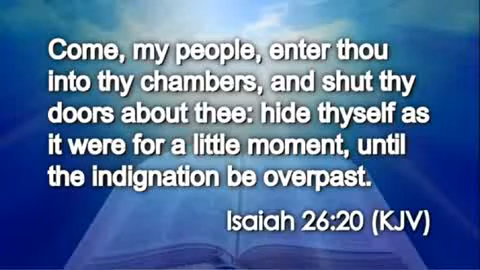 Come, my people, enter thou
into thy chambers, and shut thy
doors about thee: hide thyself as
it were for a little moment, until
the indignation be overpast.
Isaiah 26:20 (KJV)